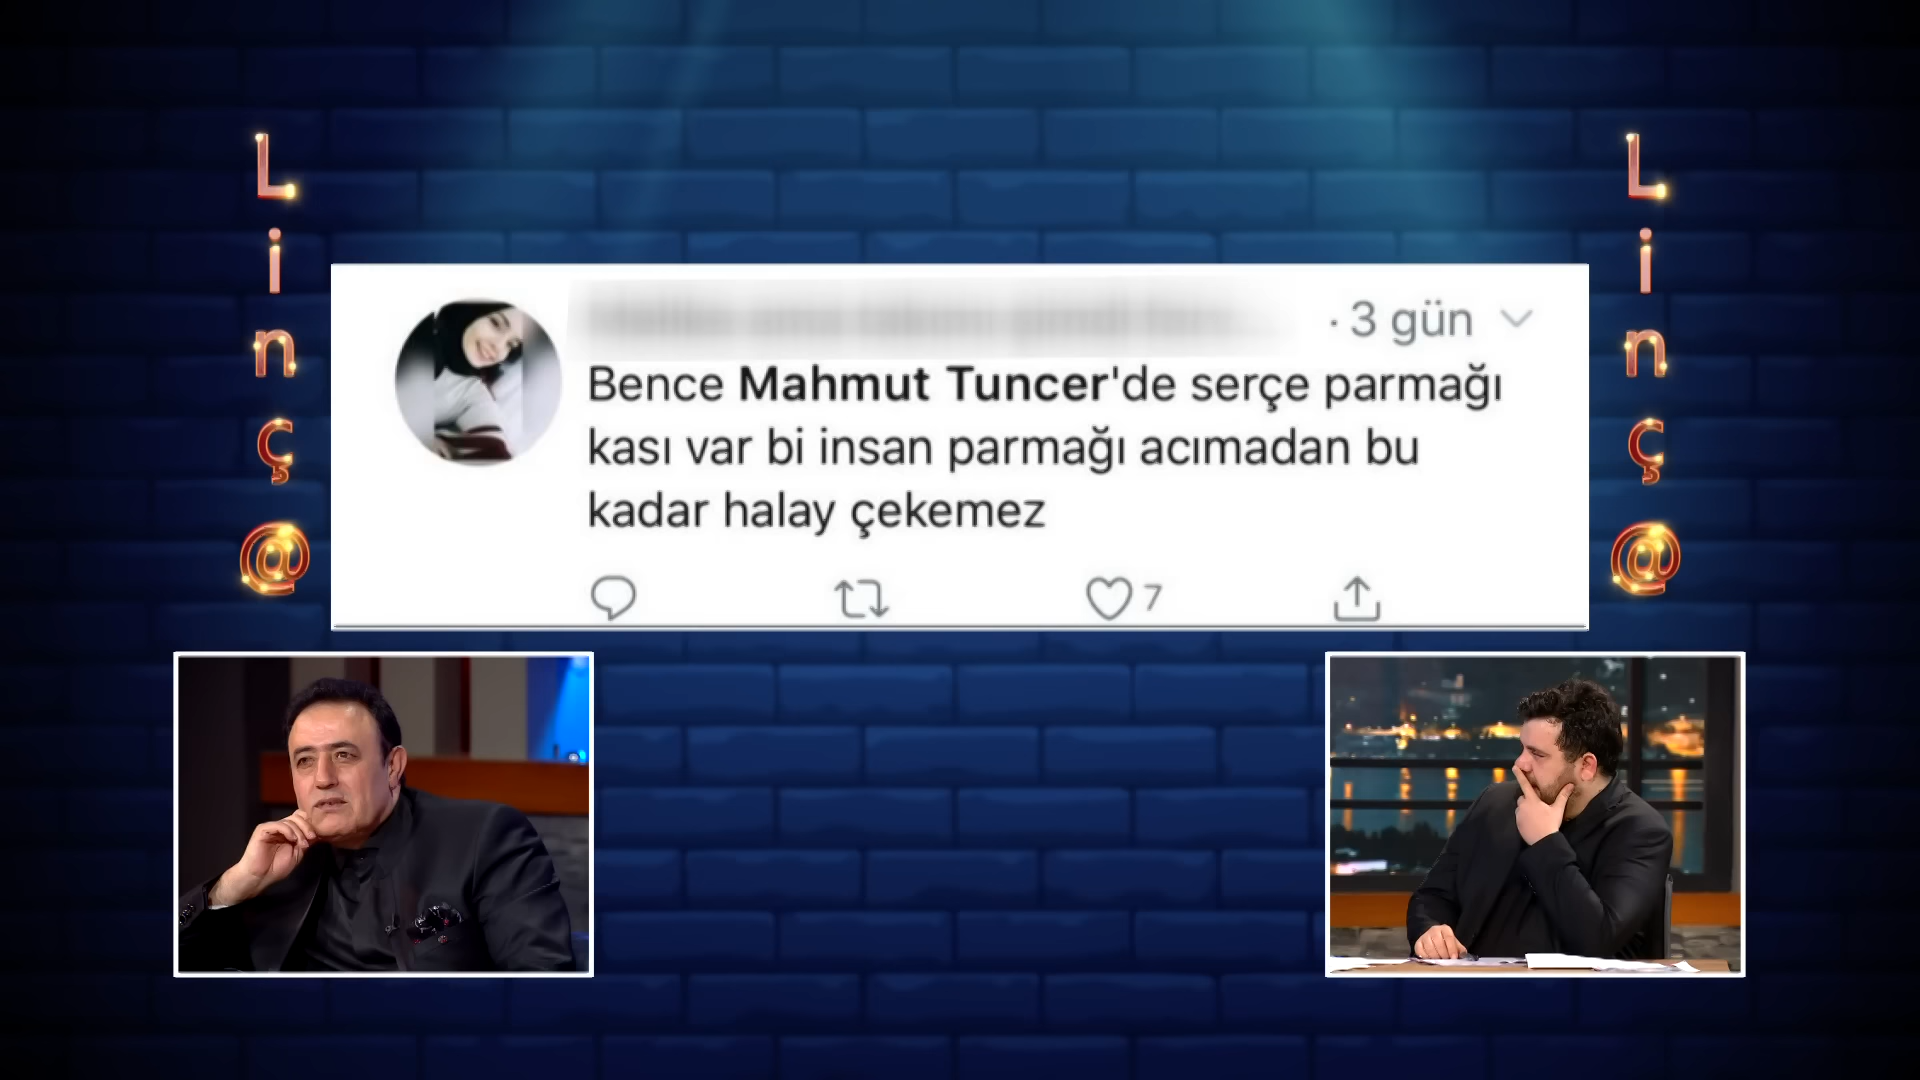 Linç@
Linç@
· 3 gün
Bence Mahmut Tuncer'de serçe parmağı
kası var bi insan parmağı acımadan bu
kadar halay çekemez
7